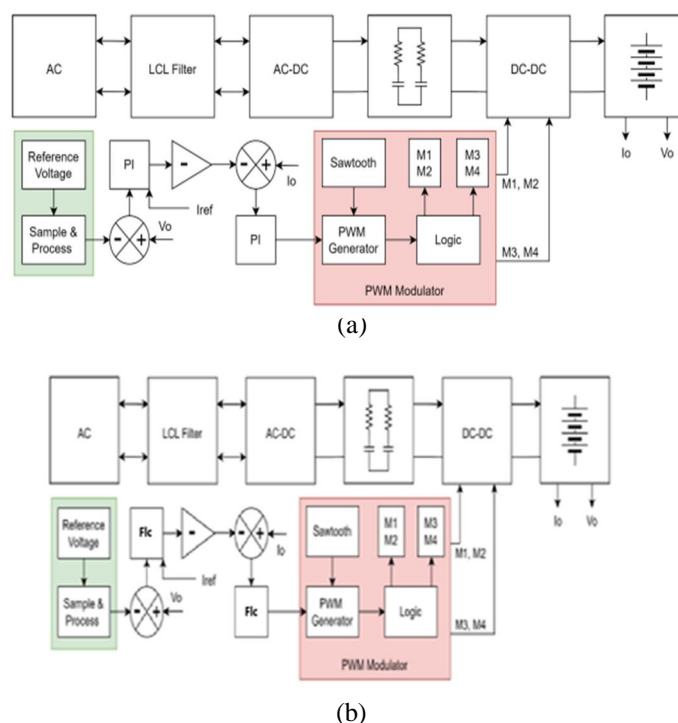 AC
LCL Filter
AC-DC
DC-DC
Io
Vo
Reference
Voltage
Sample &
Process
- +
Vo
PI
Iref
-
- +
Io
PI
Sawtooth
PWM
Generator
Logic
M1
M2
M3
M4
M1, M2
M3, M4
PWM Modulator
(a)
AC
LCL Filter
AC-DC
DC-DC
Io
Vo
Reference
Voltage
Sample &
Process
- +
Vo
Flc
Iref
-
- +
Io
Flc
Sawtooth
PWM
Generator
Logic
M1
M2
M3
M4
M1, M2
M3, M4
PWM Modulator
(b)